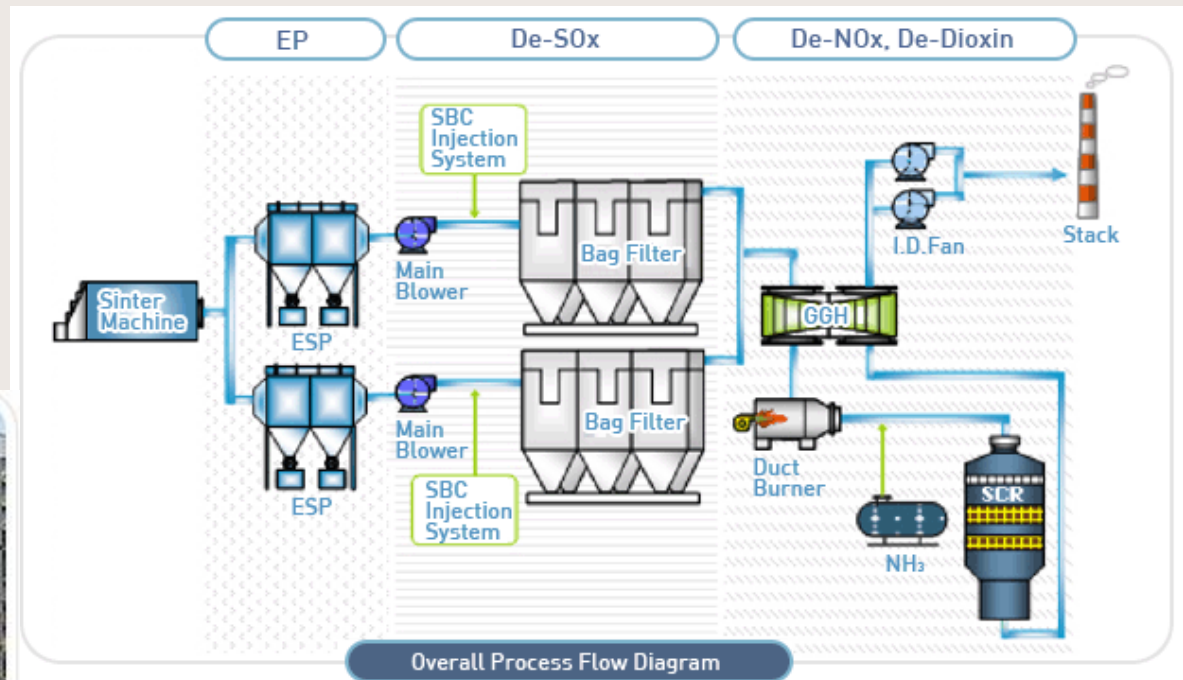 EP
De-SOx
De-NOx, De-Dioxin
SBC
Injection
System
Bag Filter
I.D.Fan
Stack
Main
Blower
Sinter
Machine
GGH
ESP
Bag Filter
Main
Blower
Duct
Burner
SCR
ESP
SBC
Injection
System
NH₃
Overall Process Flow Diagram